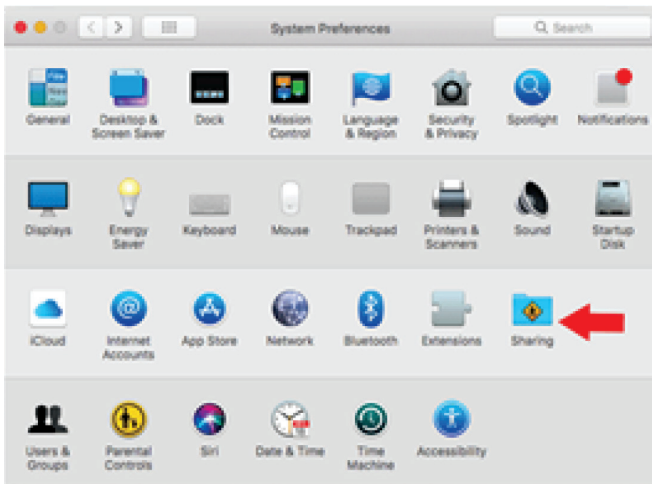 System Preferences
Search
General
Desktop &
Screen Saver
Dock
Mission
Control
Language
& Region
Security
& Privacy
Spotlight
Notifications
Displays
Energy
Saver
Keyboard
Mouse
Trackpad
Printers &
Scanners
Sound
Startup
Disk
iCloud
Internet
Accounts
App Store
Network
Bluetooth
Extensions
Sharing
Users &
Groups
Parental
Controls
Siri
Date & Time
Time
Machine
Accessibility